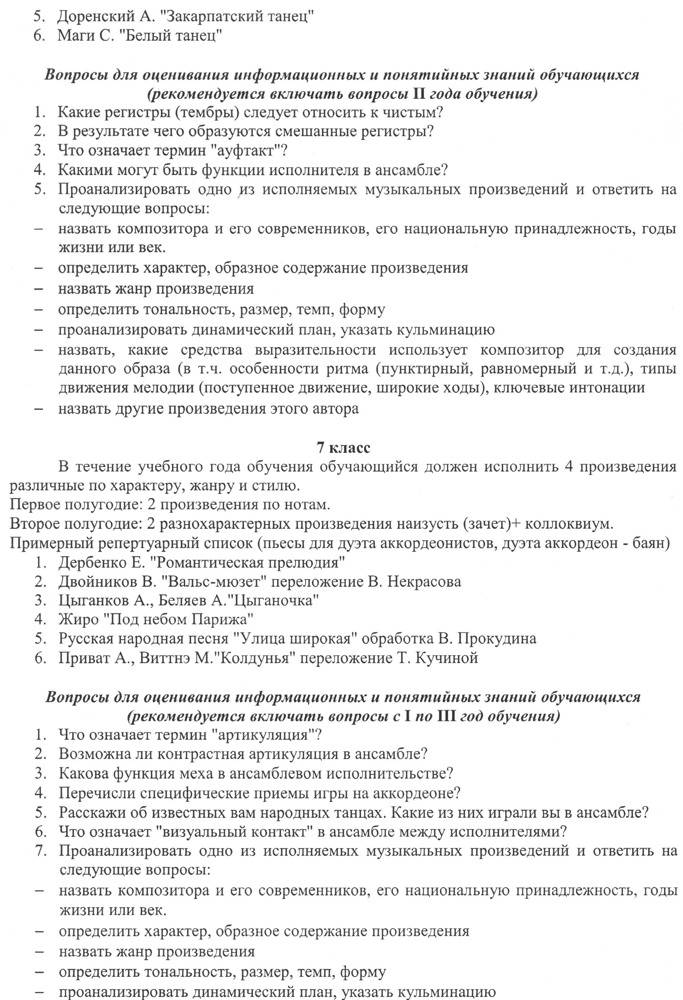 5. Доренский А. "Закарпатский танец"
6. Маги С. "Белый танец"
Вопросы для оценивания информационных и понятийных знаний обучающихся
(рекомендуется включать вопросы II года обучения)
1. Какие регистры (тембры) следует относить к чистым?
2. В результате чего образуются смешанные регистры?
3. Что означает термин "ауфтакт"?
4. Какими могут быть функции исполнителя в ансамбле?
5. Проанализировать одно из исполняемых музыкальных произведений и ответить на
следующие вопросы:
– назвать композитора и его современников, его национальную принадлежность, годы
жизни или век.
– определить характер, образное содержание произведения
– назвать жанр произведения
– определить тональность, размер, темп, форму
– проанализировать динамический план, указать кульминацию
– назвать, какие средства выразительности использует композитор для создания
данного образа (в т.ч. особенности ритма (пунктирный, равномерный и т.д.), типы
движения мелодии (поступенное движение, широкие ходы), ключевые интонации
– назвать другие произведения этого автора
7 класс
В течение учебного года обучения обучающийся должен исполнить 4 произведения
различные по характеру, жанру и стилю.
Первое полугодие: 2 произведения по нотам.
Второе полугодие: 2 разнохарактерных произведения наизусть (зачет)+ коллоквиум.
Примерный репертуарный список (пьесы для дуэта аккордеонистов, дуэта аккордеон - баян)
1. Дербенко Е. "Романтическая прелюдия"
2. Двойников В. "Вальс-мюзет" переложение В. Некрасова
3. Цыганков А., Беляев А."Цыганочка"
4. Жиро "Под небом Парижа"
5. Русская народная песня "Улица широкая" обработка В. Прокудина
6. Приват А., Виттнэ М."Колдунья" переложение Т. Кучиной
Вопросы для оценивания информационных и понятийных знаний обучающихся
(рекомендуется включать вопросы с I по III год обучения)
1. Что означает термин "артикуляция"?
2. Возможна ли контрастная артикуляция в ансамбле?
3. Какова функция меха в ансамблевом исполнительстве?
4. Перечисли специфические приемы игры на аккордеоне?
5. Расскажи об известных вам народных танцах. Какие из них играли вы в ансамбле?
6. Что означает "визуальный контакт" в ансамбле между исполнителями?
7. Проанализировать одно из исполняемых музыкальных произведений и ответить на
следующие вопросы:
– назвать композитора и его современников, его национальную принадлежность, годы
жизни или век.
– определить характер, образное содержание произведения
– назвать жанр произведения
– определить тональность, размер, темп, форму
– проанализировать динамический план, указать кульминацию